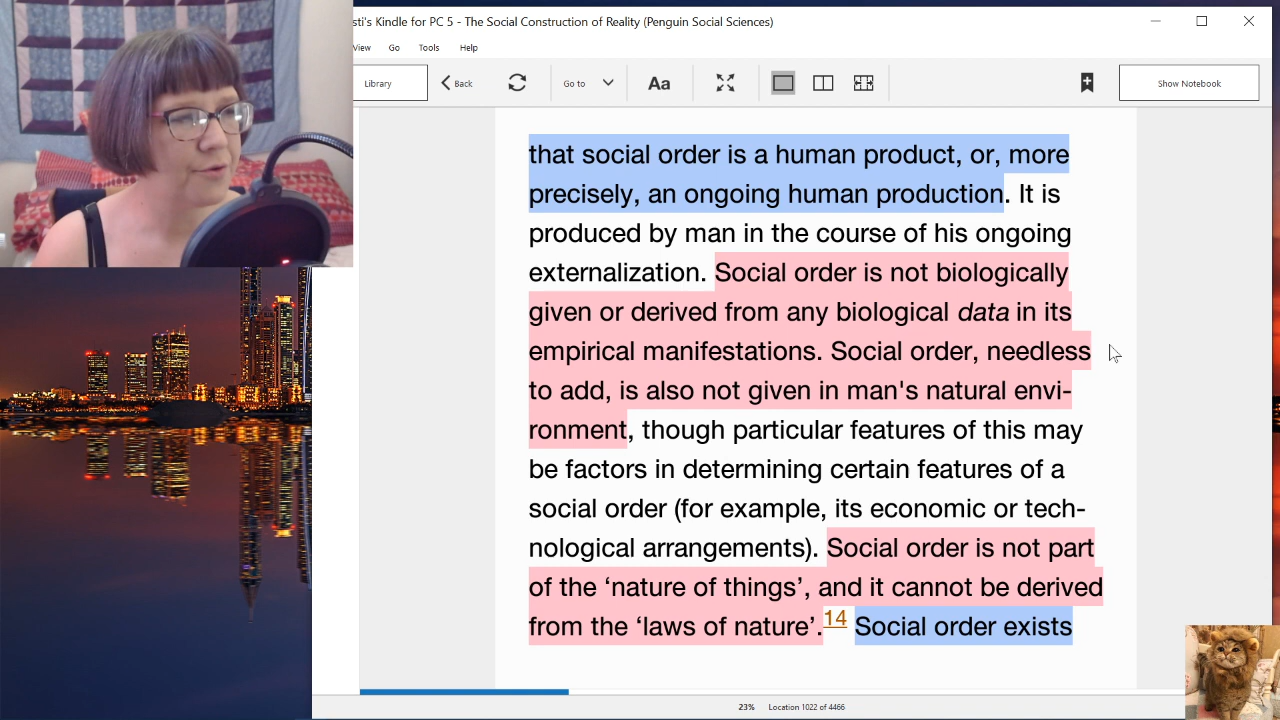 sti's Kindle for PC 5 - The Social Construction of Reality (Penguin Social Sciences)
View Go Tools Help
Library Back Go to Aa Show Notebook
that social order is a human product, or, more
precisely, an ongoing human production. It is
produced by man in the course of his ongoing
externalization. Social order is not biologically
given or derived from any biological data in its
empirical manifestations. Social order, needless
to add, is also not given in man's natural envi-
ronment, though particular features of this may
be factors in determining certain features of a
social order (for example, its economic or tech-
nological arrangements). Social order is not part
of the ‘nature of things’, and it cannot be derived
from the ‘laws of nature’.14 Social order exists
23% Location 1022 of 4466